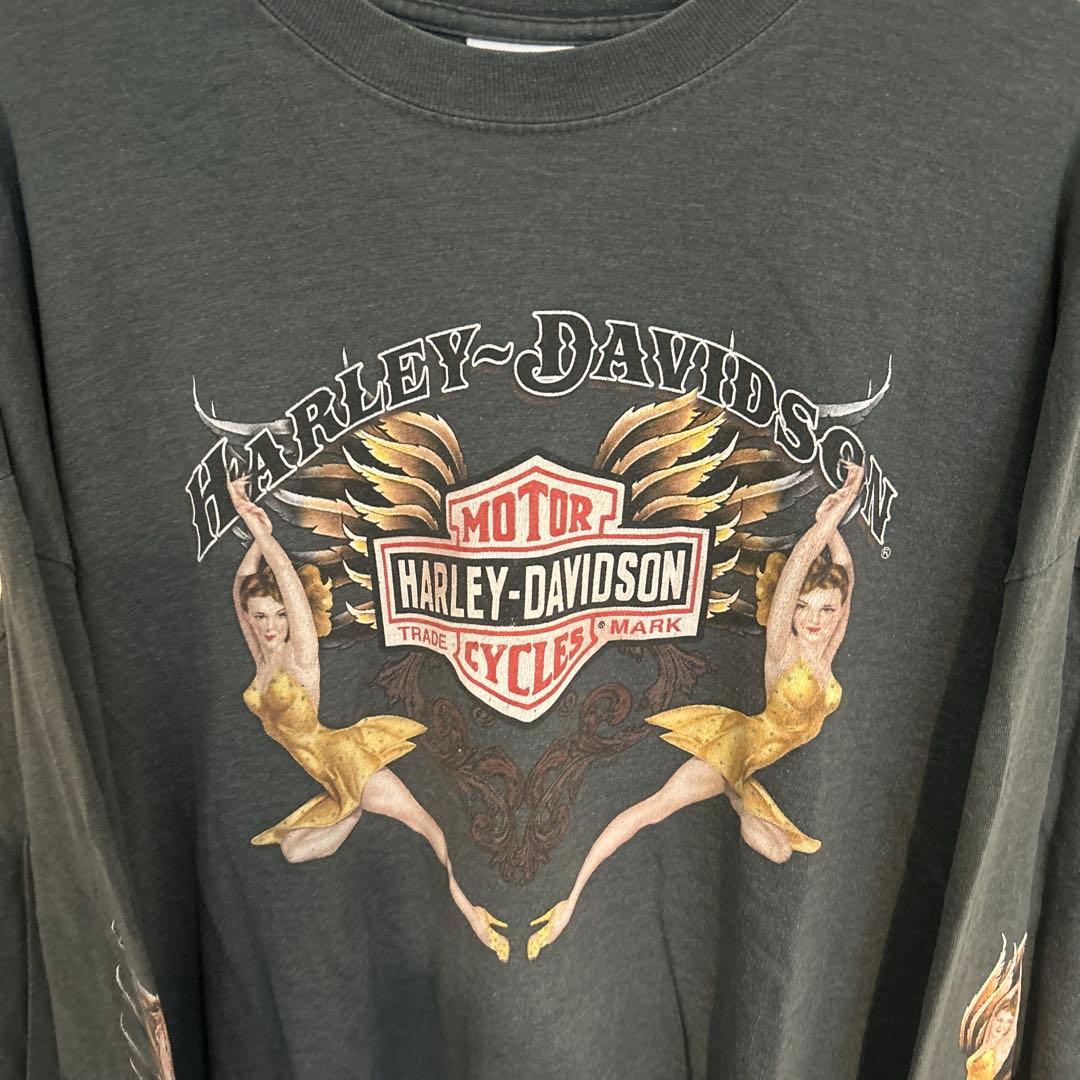 HARLEY~DAVIDSON
®
MOTOR
HARLEY-DAVIDSON
TRADE ® MARK
CYCLES